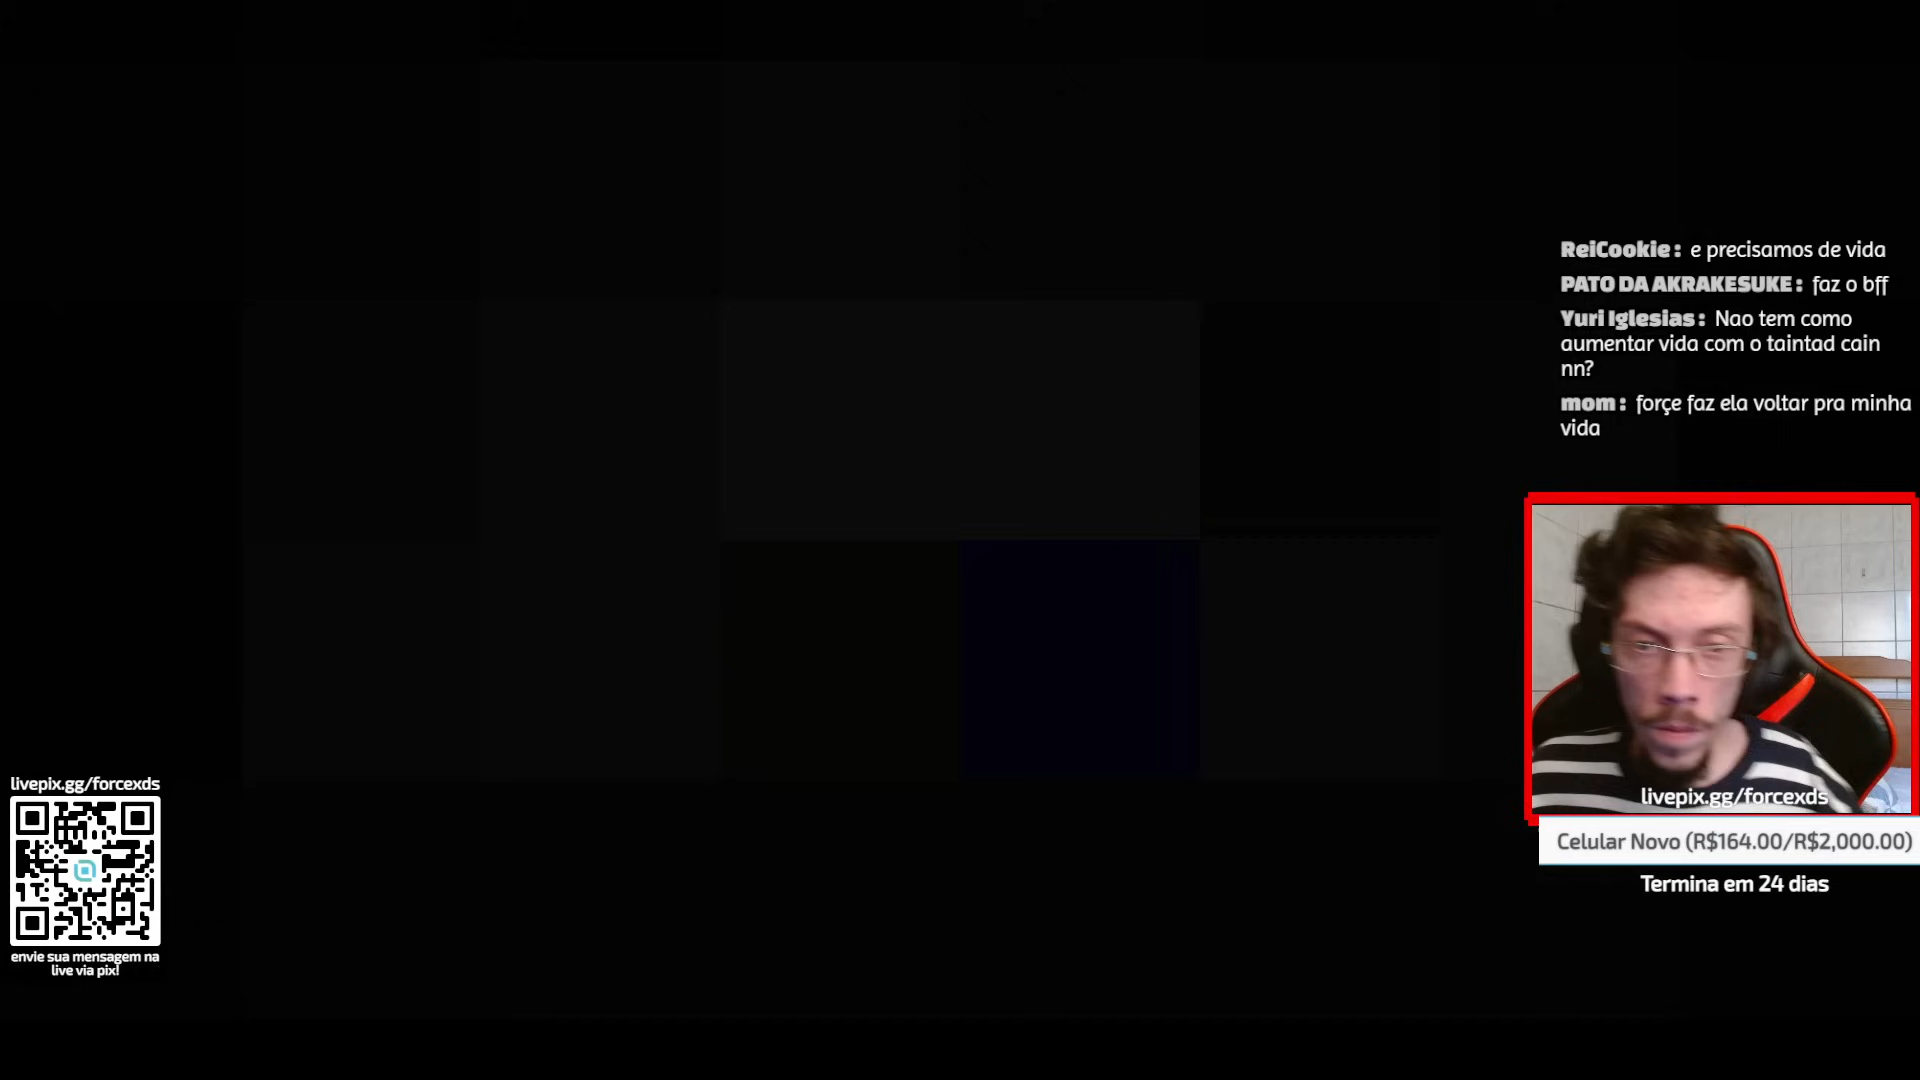 ReiCookie: e precisamos de vida
PATO DA AKRAKESUKE: faz o bff
Yuri Iglesias: Nao tem como
aumentar vida com o taintad cain
nn?
mom: forçe faz ela voltar pra minha
vida
livepix.gg/forcexds
Celular Novo (R$164.00/R$2,000.00)
Termina em 24 dias
livepix.gg/forcexds
envie sua mensagem na
live via pix!